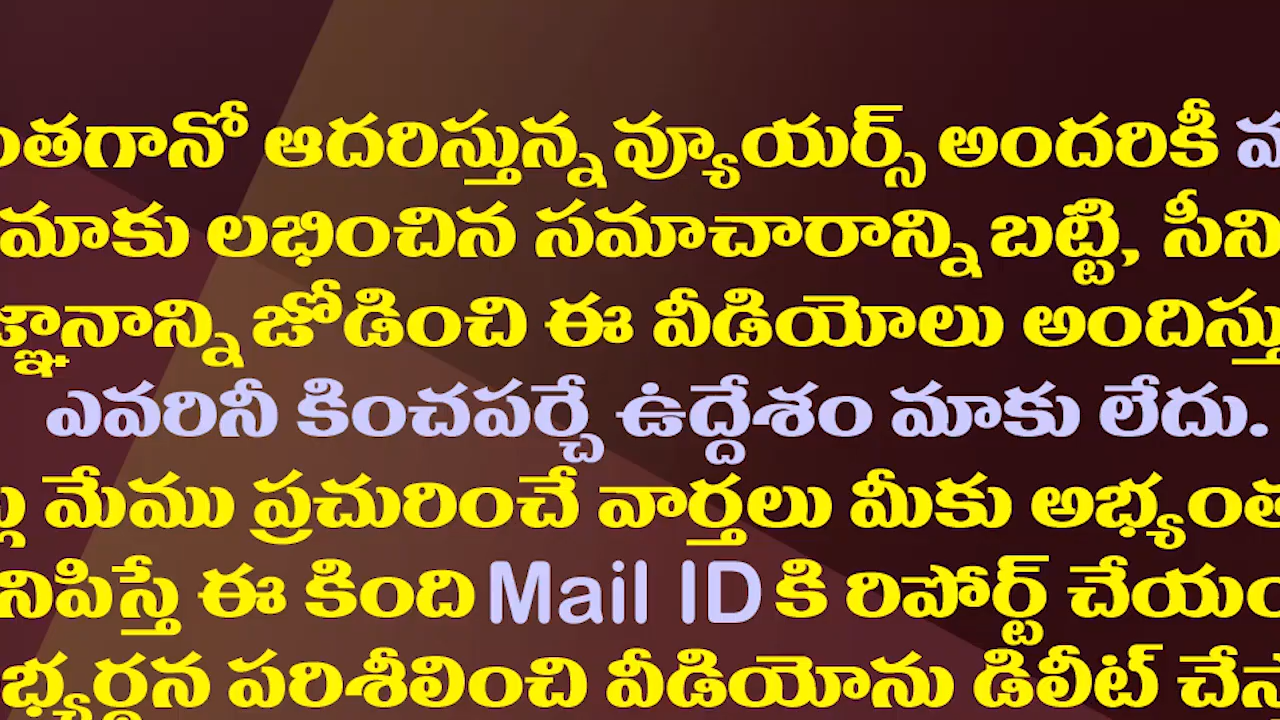 ంతగానో ఆదరిస్తున్న వ్యూయర్స్ అందరికీ
మాకు లభించిన సమాచారాన్ని బట్టి, సీని
జ్ఞానాన్ని జోడించి ఈ వీడియోలు అందిస్తు
ఎవరినీ కించపర్చే ఉద్దేశం మాకు లేదు.
మేము ప్రచురించే వార్తలు మీకు అభ్యంత
నిపిస్తే ఈ కింది Mail ID కి రిపోర్ట్ చేయం
భ్యర్థన పరిశీలించి వీడియోను డిలీట్ చేస